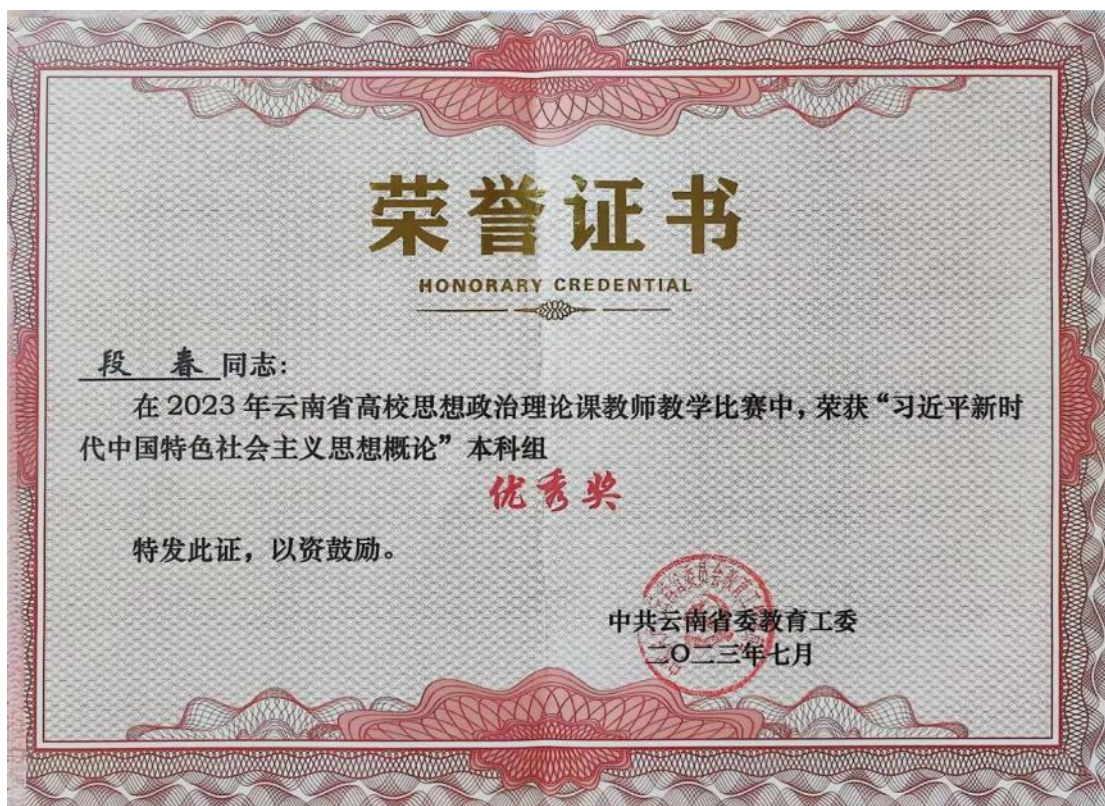 荣誉证书
HONORARY CREDENTIAL
段 春 同志：
在 2023 年云南省高校思想政治理论课教师教学比赛中，荣获“习近平新时
代中国特色社会主义思想概论”本科组
优秀奖
特发此证，以资鼓励。
中共云南省委教育工委
二〇二三年七月